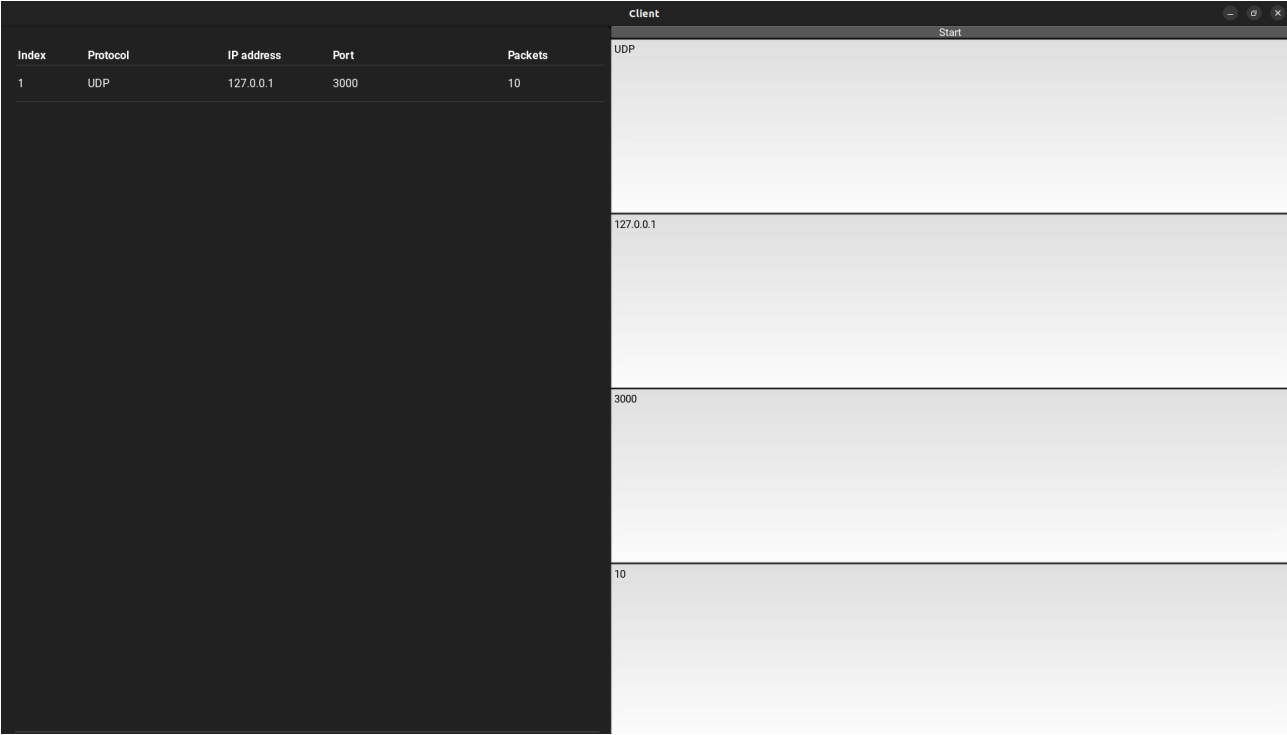 Client
Index Protocol IP address Port Packets
1 UDP 127.0.0.1 3000 10
Start
UDP
127.0.0.1
3000
10